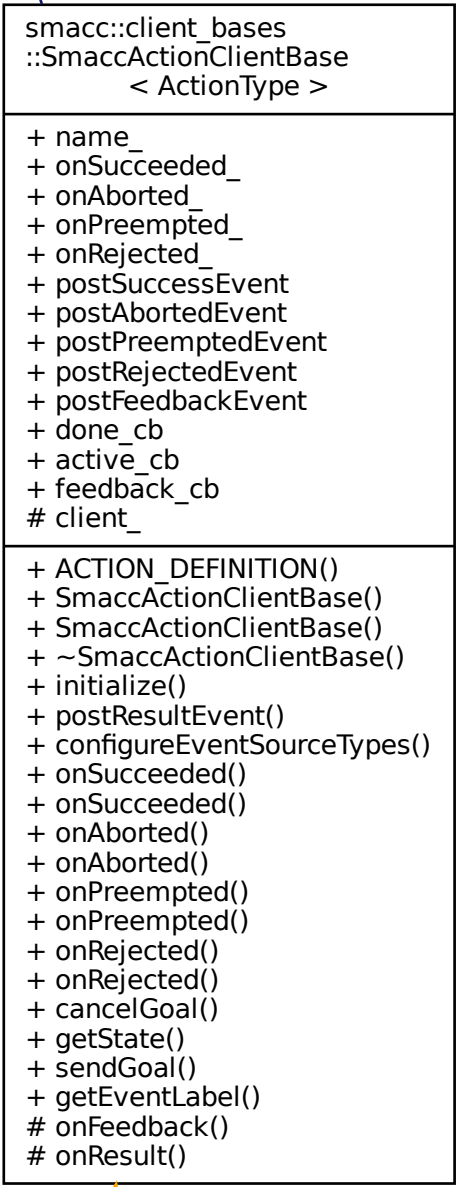 smacc::client_bases
::SmaccActionClientBase
< ActionType >
+ name_
+ onSucceeded_
+ onAborted_
+ onPreempted_
+ onRejected_
+ postSuccessEvent
+ postAbortedEvent
+ postPreemptedEvent
+ postRejectedEvent
+ postFeedbackEvent
+ done_cb
+ active_cb
+ feedback_cb
# client_
+ ACTION_DEFINITION()
+ SmaccActionClientBase()
+ SmaccActionClientBase()
+ ~SmaccActionClientBase()
+ initialize()
+ postResultEvent()
+ configureEventSourceTypes()
+ onSucceeded()
+ onSucceeded()
+ onAborted()
+ onAborted()
+ onPreempted()
+ onPreempted()
+ onRejected()
+ onRejected()
+ cancelGoal()
+ getState()
+ sendGoal()
+ getEventLabel()
# onFeedback()
# onResult()